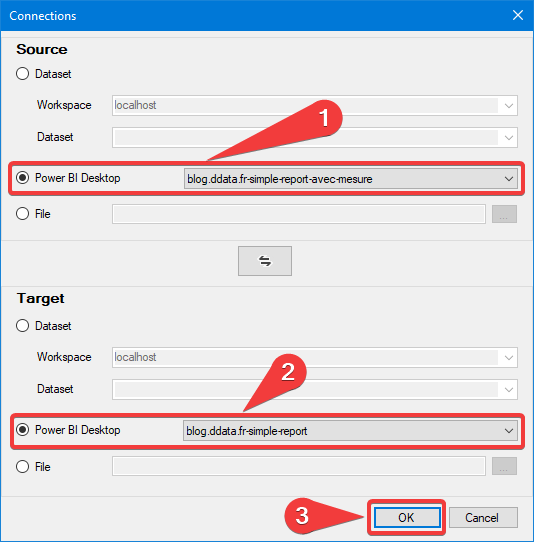 Connections
Source
Dataset
Workspace localhost
Dataset
1
Power BI Desktop blog.ddata.fr-simple-report-avec-mesure
File ...
Target
Dataset
Workspace localhost
2
Dataset
Power BI Desktop blog.ddata.fr-simple-report
File ...
3 OK Cancel